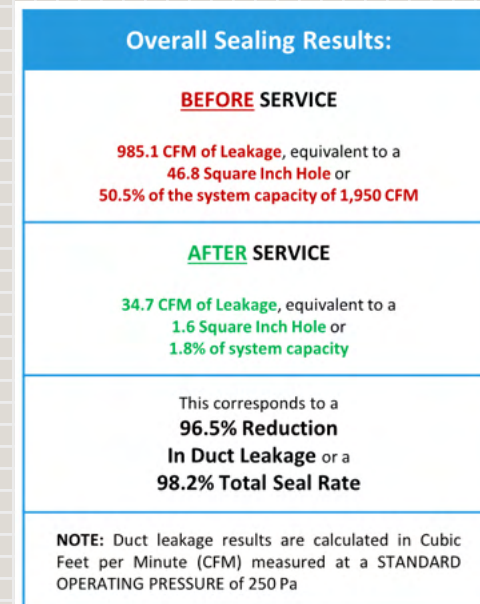 Overall Sealing Results:
BEFORE SERVICE
985.1 CFM of Leakage, equivalent to a
46.8 Square Inch Hole or
50.5% of the system capacity of 1,950 CFM
AFTER SERVICE
34.7 CFM of Leakage, equivalent to a
1.6 Square Inch Hole or
1.8% of system capacity
This corresponds to a
96.5% Reduction
In Duct Leakage or a
98.2% Total Seal Rate
NOTE: Duct leakage results are calculated in Cubic
Feet per Minute (CFM) measured at a STANDARD
OPERATING PRESSURE of 250 Pa